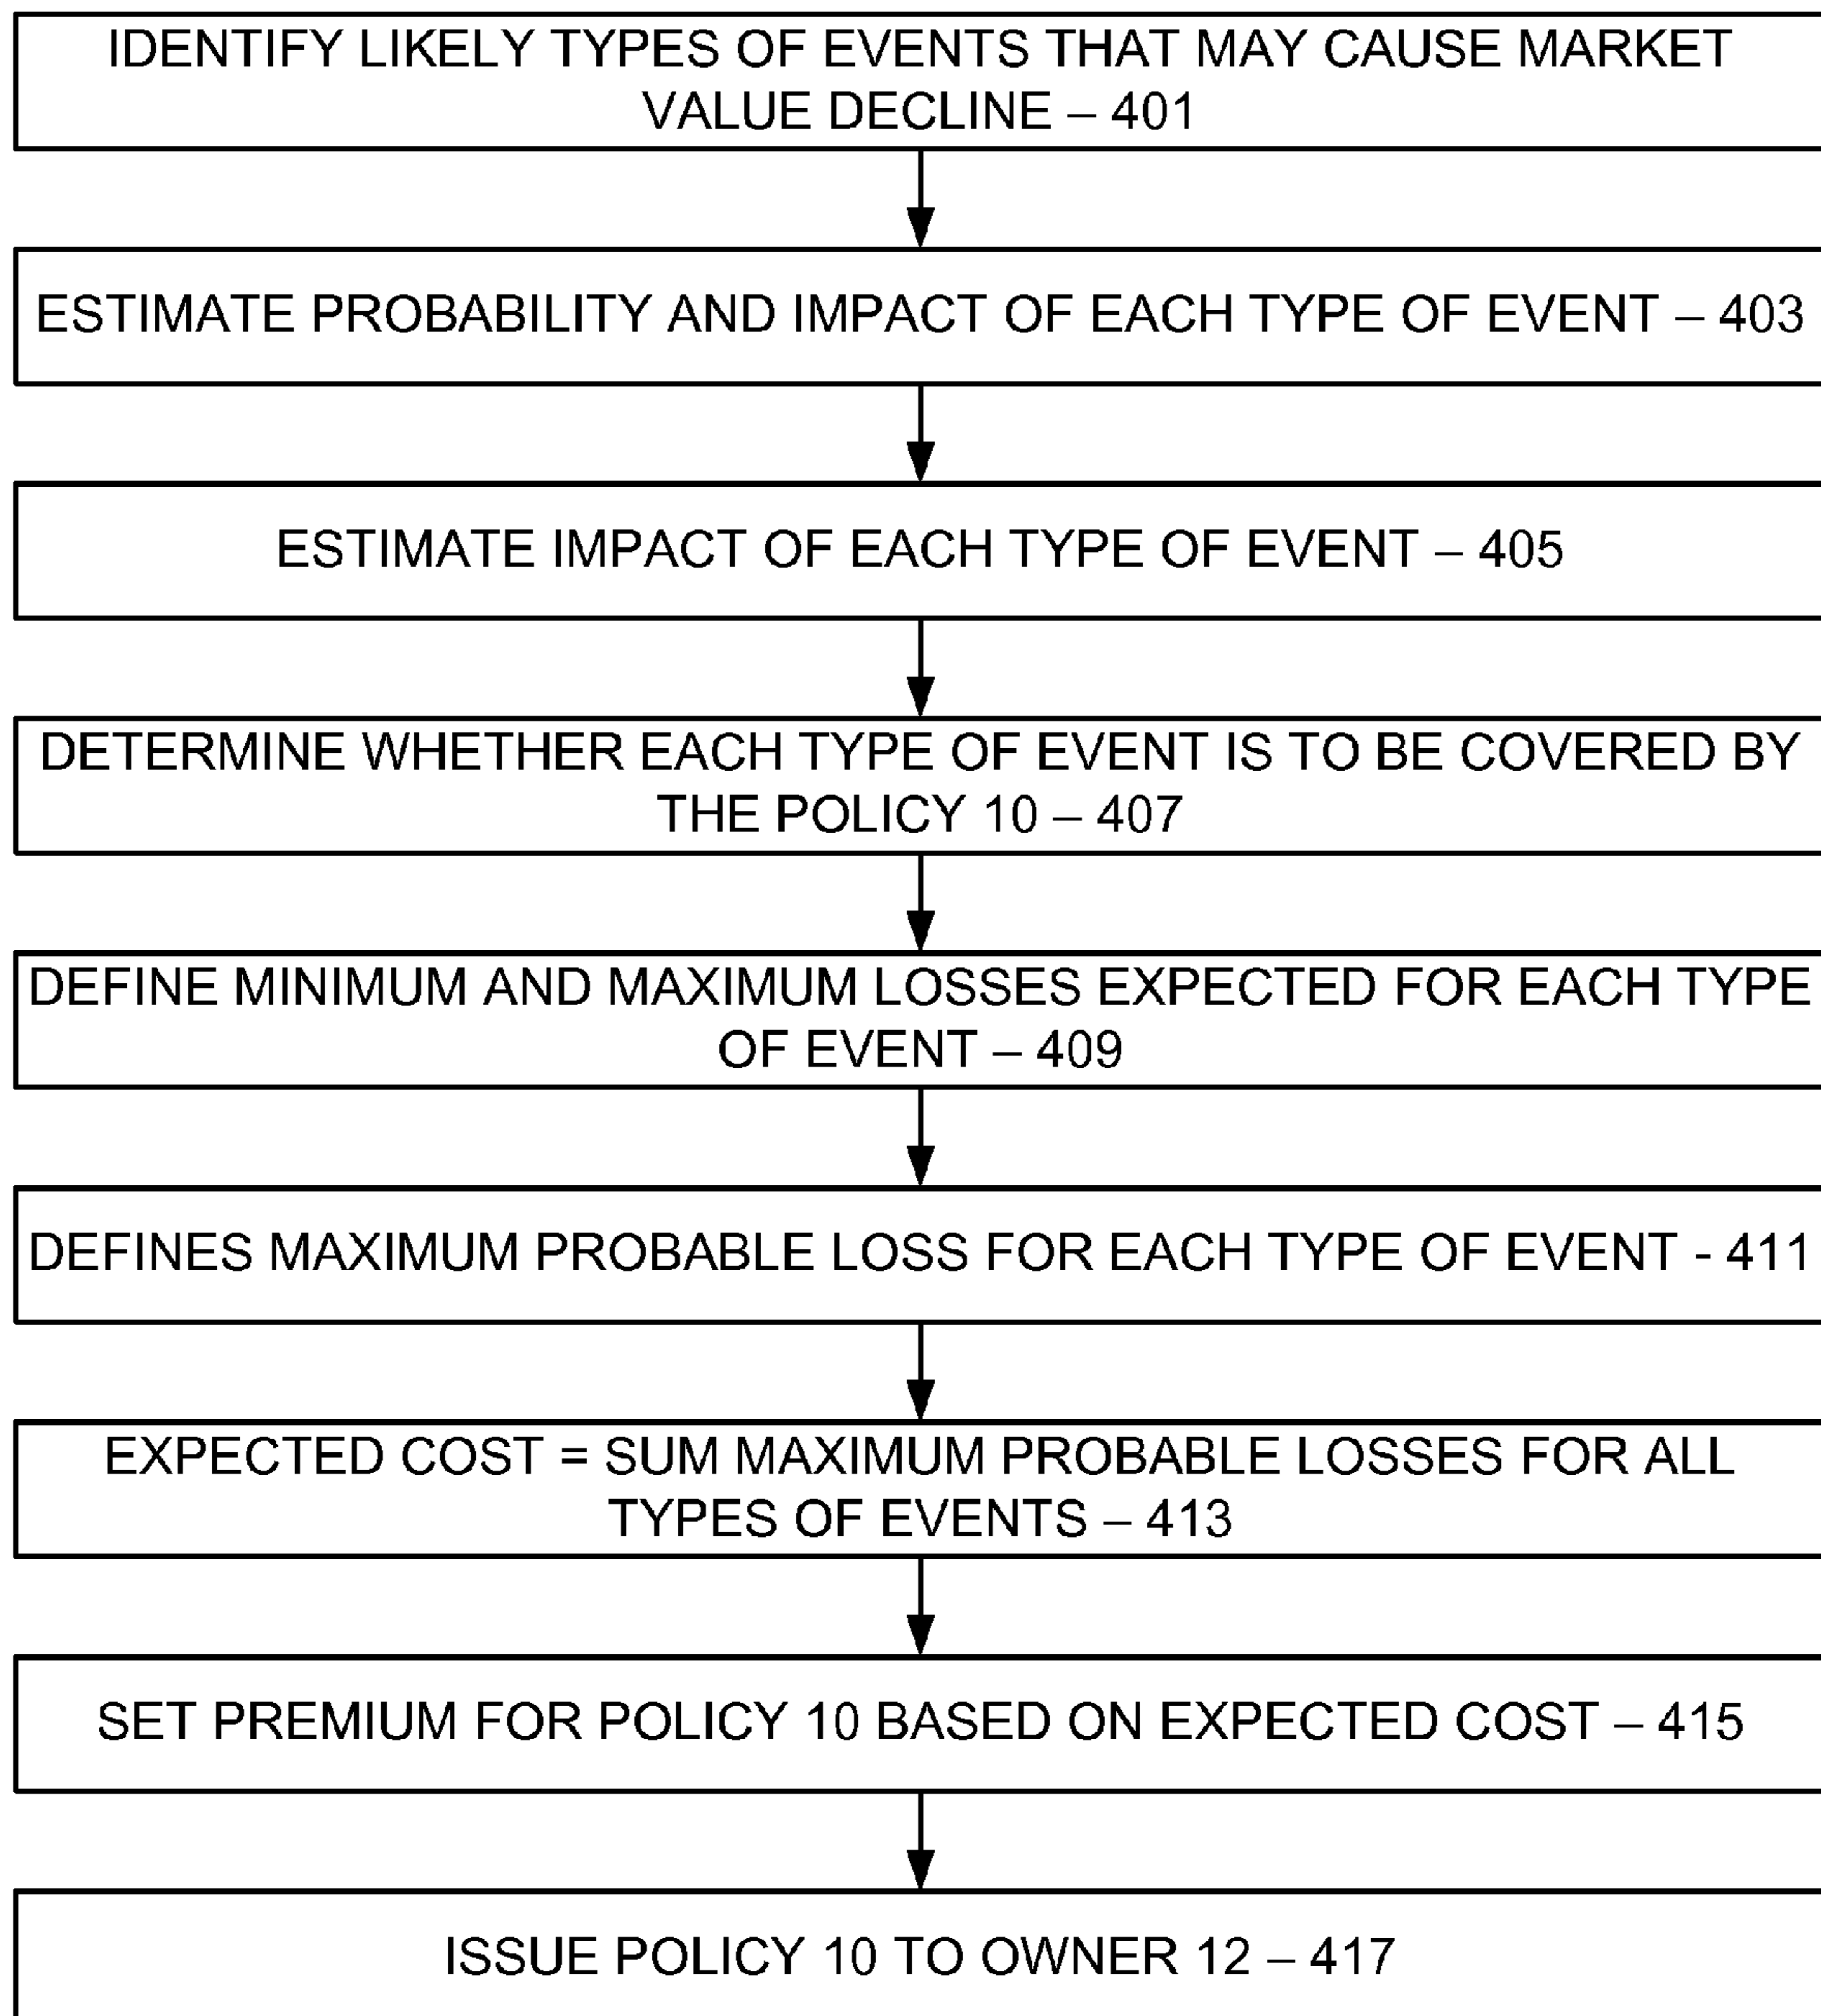 IDENTIFY LIKELY TYPES OF EVENTS THAT MAY CAUSE MARKET
VALUE DECLINE – 401
ESTIMATE PROBABILITY AND IMPACT OF EACH TYPE OF EVENT – 403
ESTIMATE IMPACT OF EACH TYPE OF EVENT – 405
DETERMINE WHETHER EACH TYPE OF EVENT IS TO BE COVERED BY
THE POLICY 10 – 407
DEFINE MINIMUM AND MAXIMUM LOSSES EXPECTED FOR EACH TYPE
OF EVENT – 409
DEFINES MAXIMUM PROBABLE LOSS FOR EACH TYPE OF EVENT - 411
EXPECTED COST = SUM MAXIMUM PROBABLE LOSSES FOR ALL
TYPES OF EVENTS – 413
SET PREMIUM FOR POLICY 10 BASED ON EXPECTED COST – 415
ISSUE POLICY 10 TO OWNER 12 – 417